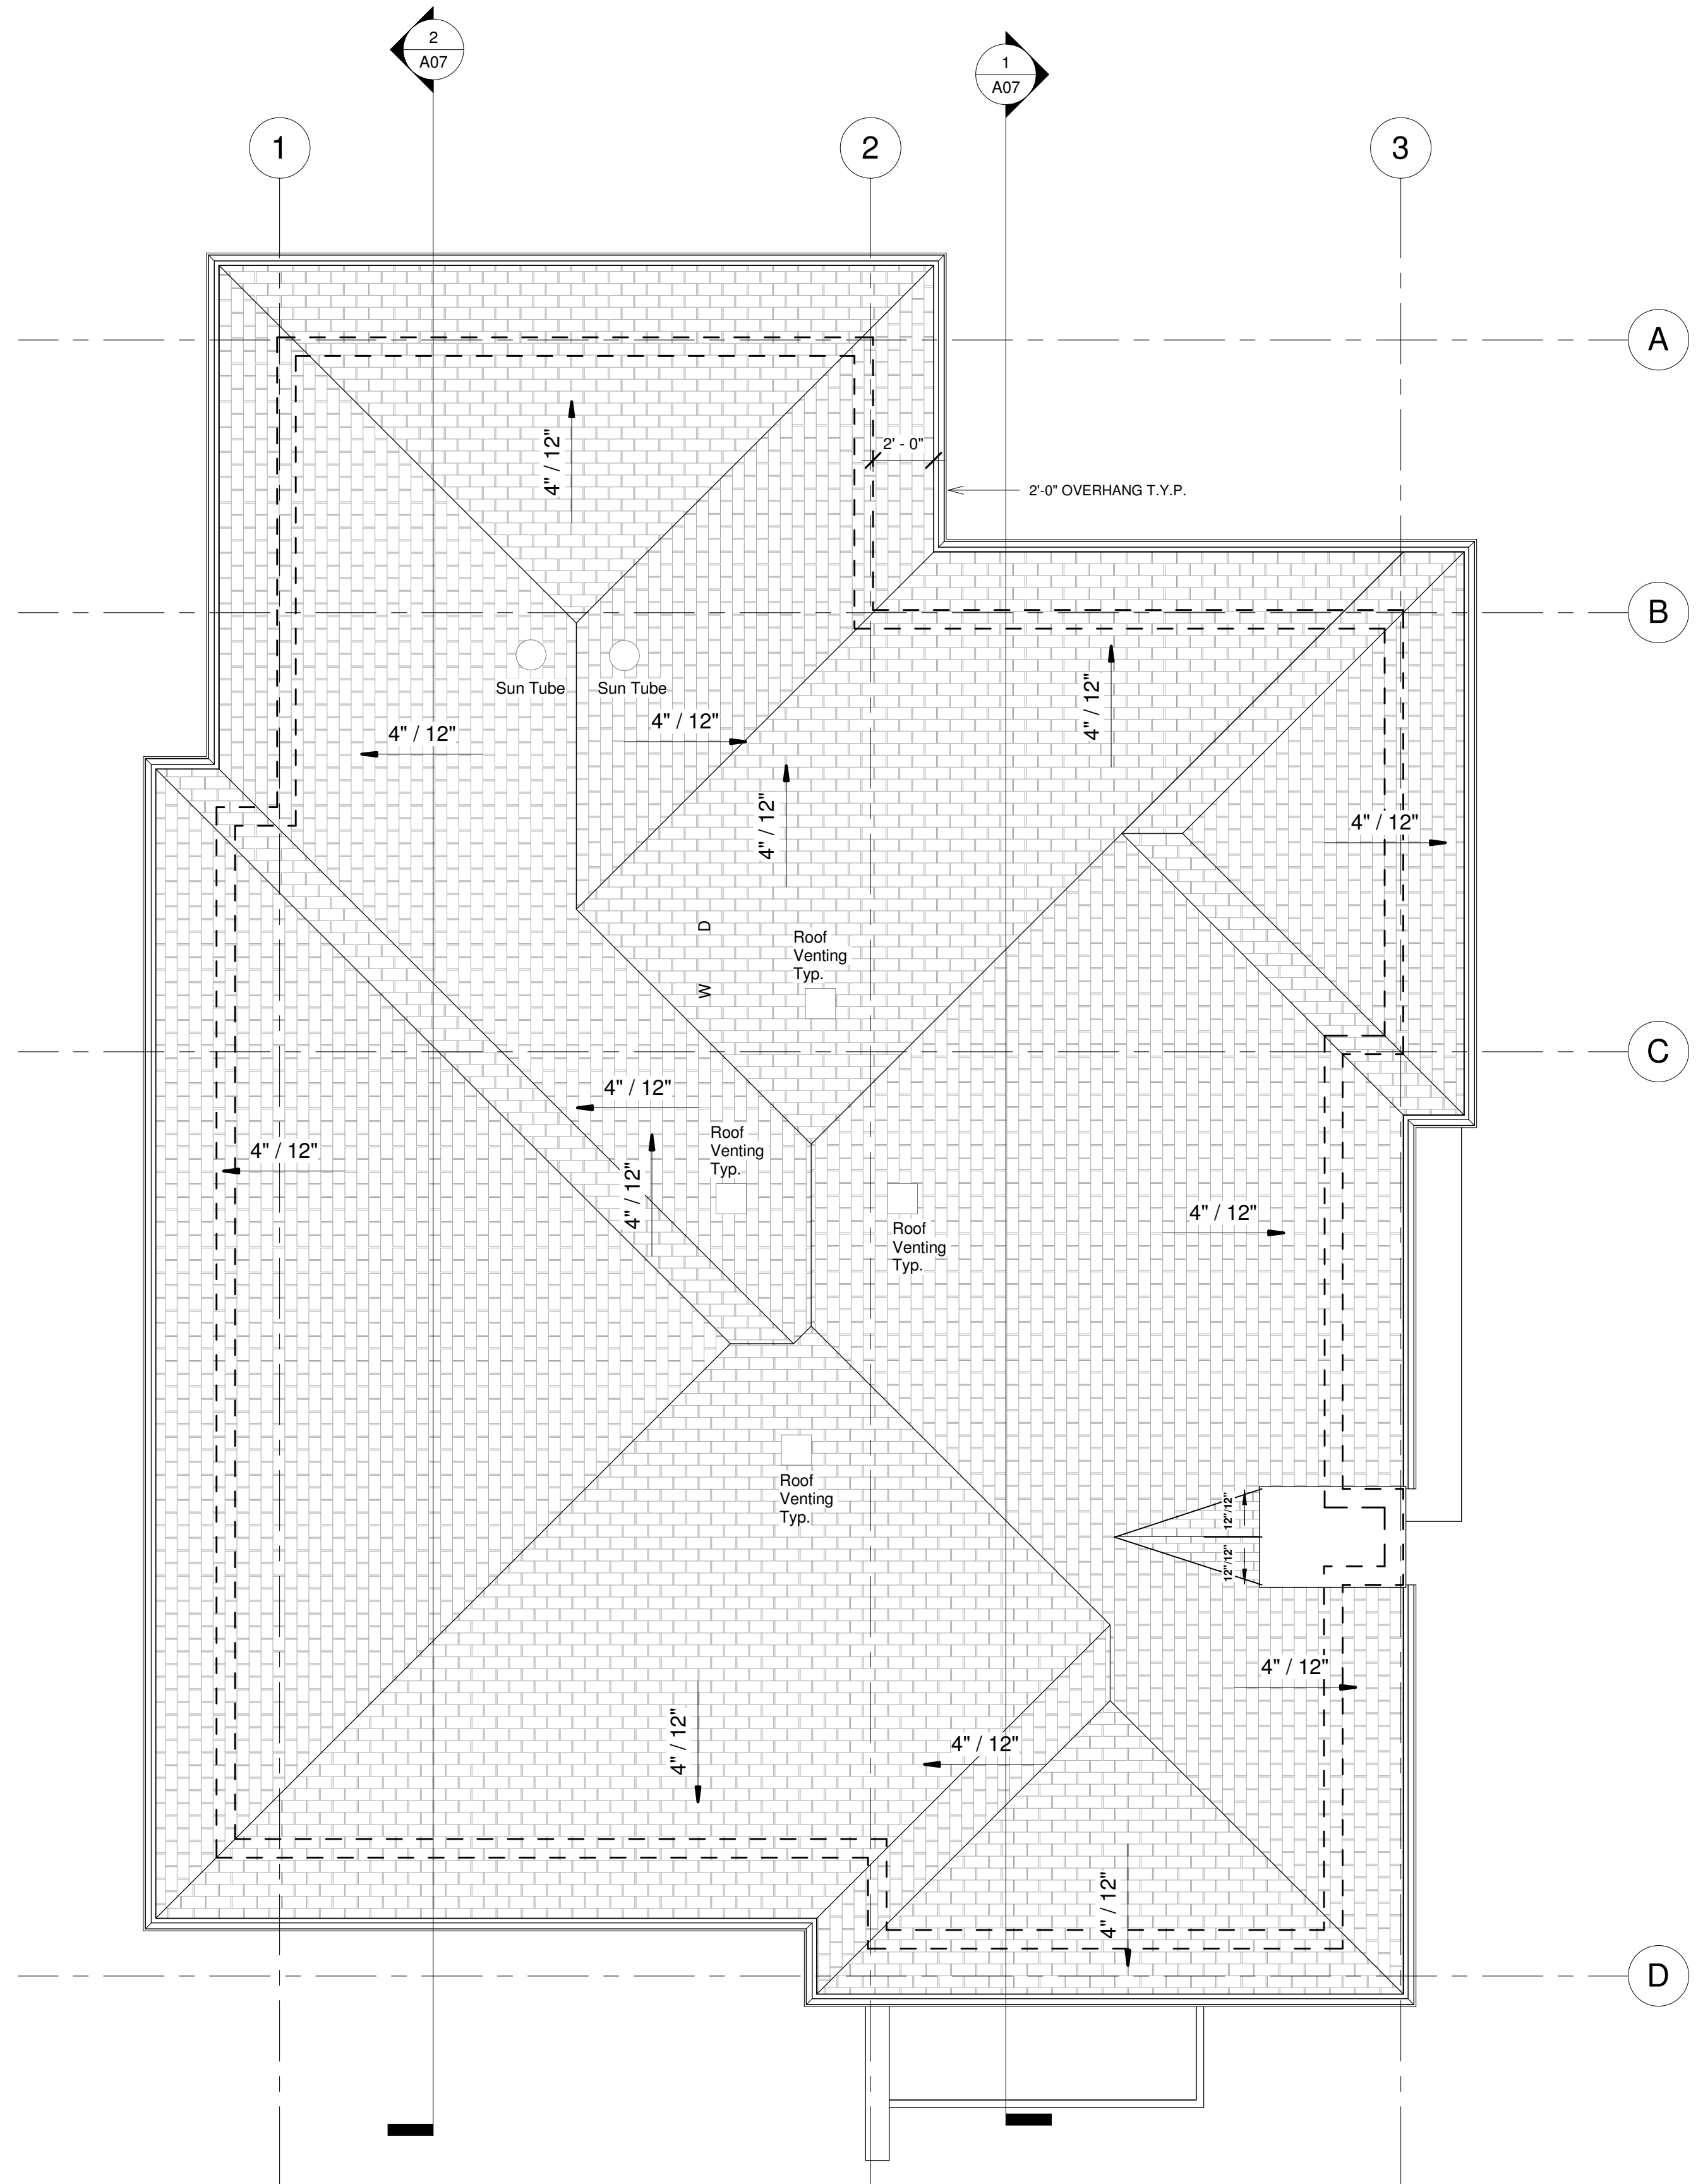 2
A07
1
A07
1
2
3
A
4" / 12"
2' - 0"
2'-0" OVERHANG T.Y.P.
B
Sun Tube
Sun Tube
4" / 12"
4" / 12"
4" / 12"
4" / 12"
4" / 12"
D
W
Roof
Venting
Typ.
C
4" / 12"
Roof
Venting
Typ.
4" / 12"
4" / 12"
4" / 12"
Roof
Venting
Typ.
Roof
Venting
Typ.
12"/12"
12"/12"
4" / 12"
4" / 12"
4" / 12"
4" / 12"
D